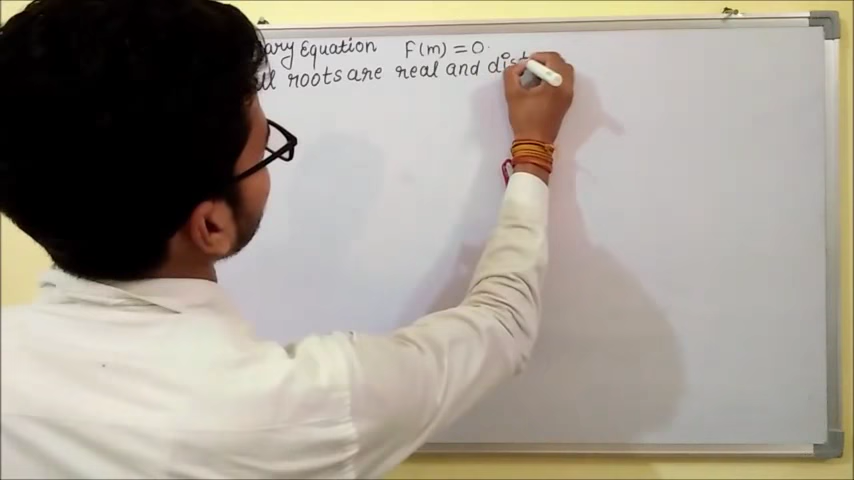 Equation F(m) = 0.
roots are real and